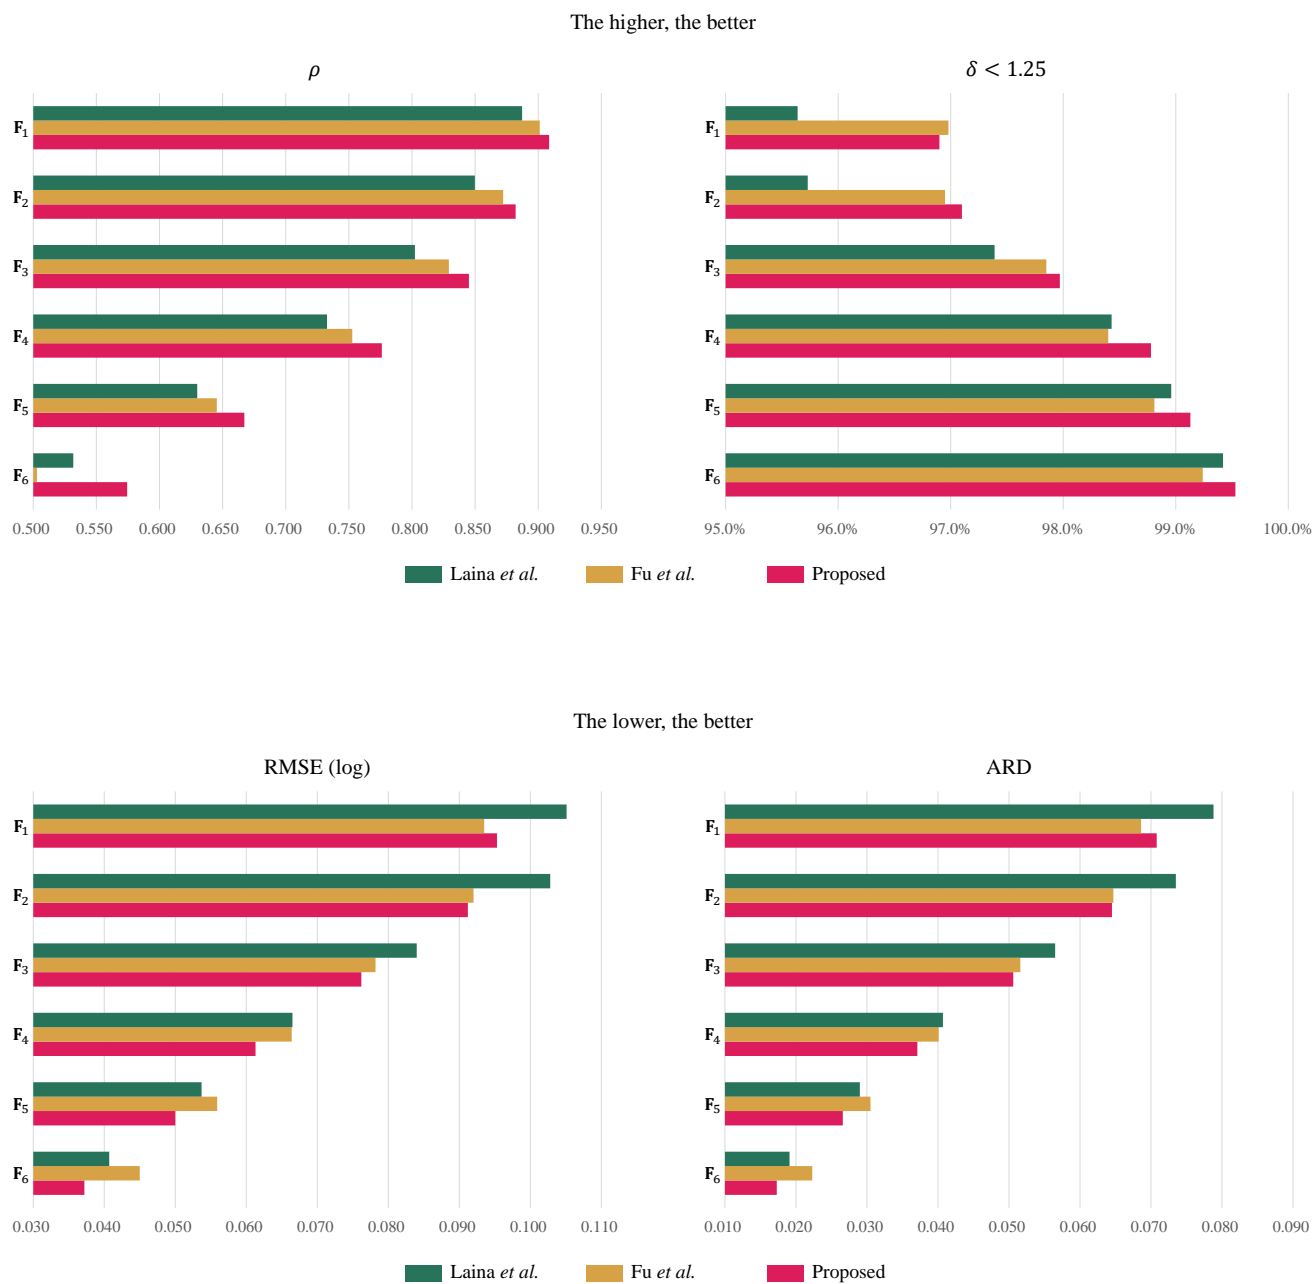 The higher, the better
ρ
F₁
F₂
F₃
F₄
F₅
F₆
0.500 0.550 0.600 0.650 0.700 0.750 0.800 0.850 0.900 0.950
δ < 1.25
F₁
F₂
F₃
F₄
F₅
F₆
95.0% 96.0% 97.0% 98.0% 99.0% 100.0%
Laina et al. Fu et al. Proposed
The lower, the better
RMSE (log)
F₁
F₂
F₃
F₄
F₅
F₆
0.030 0.040 0.050 0.060 0.070 0.080 0.090 0.100 0.110
ARD
F₁
F₂
F₃
F₄
F₅
F₆
0.010 0.020 0.030 0.040 0.050 0.060 0.070 0.080 0.090
Laina et al. Fu et al. Proposed